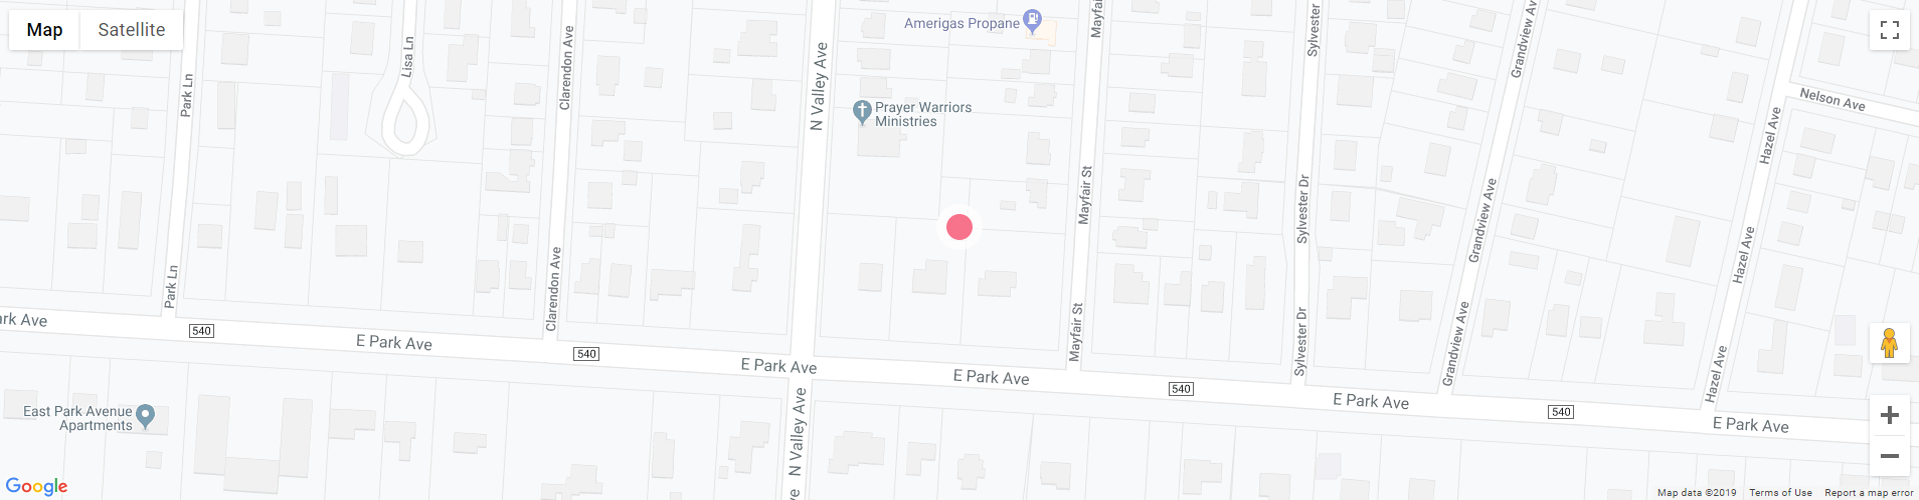 Map
Satellite
Park Ln
Lisa Ln
Clarendon Ave
N Valley Ave
Amerigas Propane
Mayfai
Sylvester
Grandview Av
Prayer Warriors
Ministries
Nelson Ave
Hazel Ave
Mayfair St
Sylvester Dr
Grandview Ave
Hazel Ave
Park Ln
Clarendon Ave
Mayfair St
Sylvester Dr
Grandview Ave
Hazel Ave
rk Ave
540
E Park Ave
540
E Park Ave
E Park Ave
540
E Park Ave
540
E Park Ave
East Park Avenue
Apartments
N Valley Ave
e
Google
Map data ©2019
Terms of Use
Report a map error